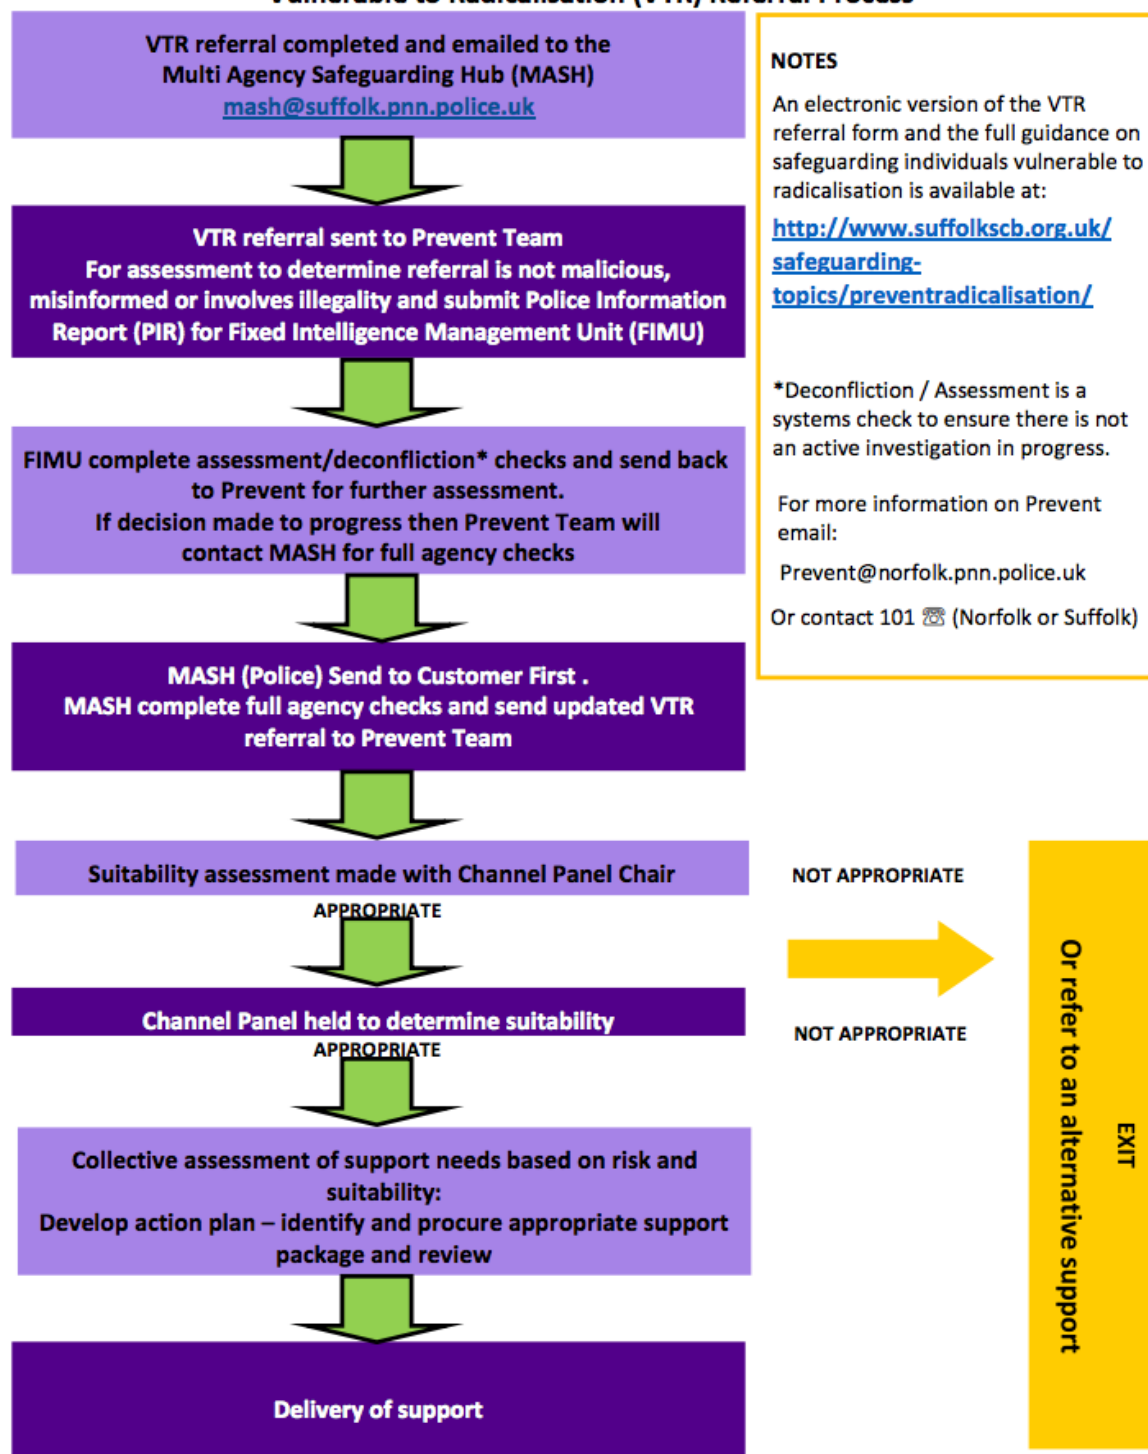 Vulnerable to Radicalisation (VTR) Referral Process
VTR referral completed and emailed to the
Multi Agency Safeguarding Hub (MASH)
mash@suffolk.pnn.police.uk
VTR referral sent to Prevent Team
For assessment to determine referral is not malicious,
misinformed or involves illegality and submit Police Information
Report (PIR) for Fixed Intelligence Management Unit (FIMU)
FIMU complete assessment/deconfliction* checks and send back
to Prevent for further assessment.
If decision made to progress then Prevent Team will
contact MASH for full agency checks
MASH (Police) Send to Customer First .
MASH complete full agency checks and send updated VTR
referral to Prevent Team
Suitability assessment made with Channel Panel Chair
APPROPRIATE
Channel Panel held to determine suitability
APPROPRIATE
Collective assessment of support needs based on risk and
suitability:
Develop action plan – identify and procure appropriate support
package and review
Delivery of support
NOTES
An electronic version of the VTR
referral form and the full guidance on
safeguarding individuals vulnerable to
radicalisation is available at:
http://www.suffolkscb.org.uk/
safeguarding-
topics/preventradicalisation/
*Deconfliction / Assessment is a
systems check to ensure there is not
an active investigation in progress.
For more information on Prevent
email:
Prevent@norfolk.pnn.police.uk
Or contact 101 ☏ (Norfolk or Suffolk)
NOT APPROPRIATE
NOT APPROPRIATE
EXIT
Or refer to an alternative support